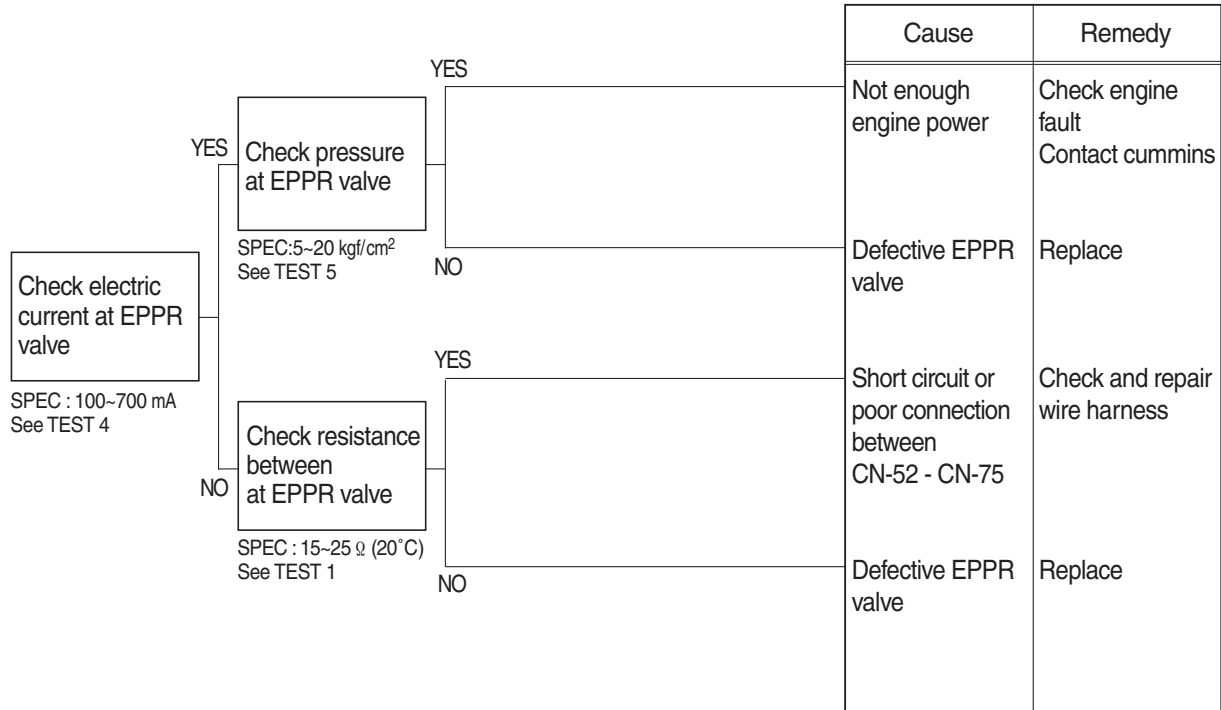 Check electric
current at EPPR
valve
SPEC : 100~700 mA
See TEST 4
YES
Check pressure
at EPPR valve
SPEC:5~20 kgf/cm²
See TEST 5
NO
Check resistance
between
at EPPR valve
SPEC : 15~25 Ω (20˚C)
See TEST 1
YES
NO
YES
NO
Cause
Remedy
Not enough
engine power
Check engine
fault
Contact cummins
Defective EPPR
valve
Replace
Short circuit or
poor connection
between
CN-52 - CN-75
Check and repair
wire harness
Defective EPPR
valve
Replace